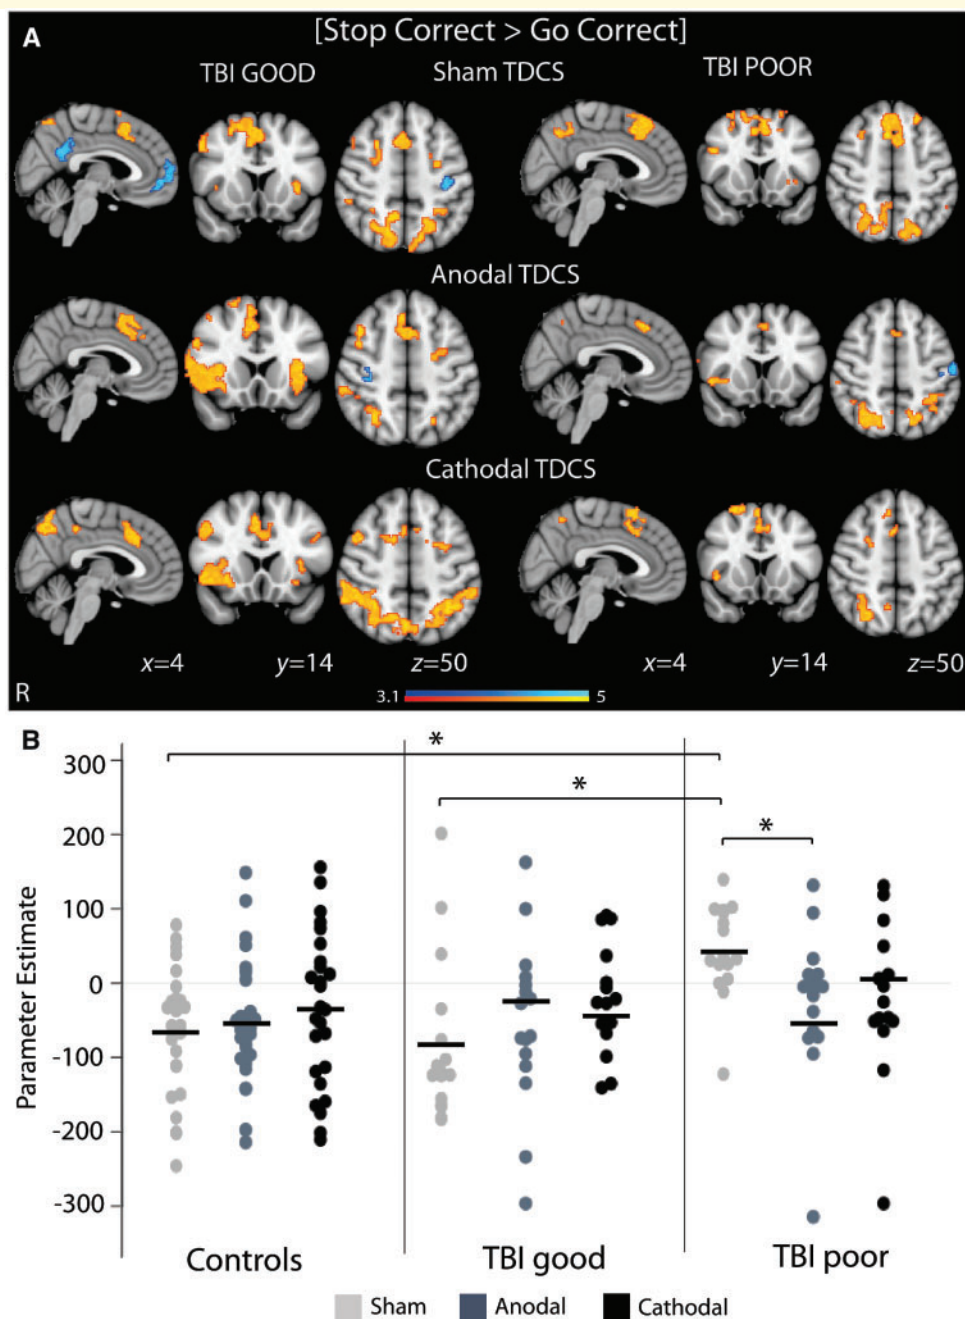 A
[Stop Correct > Go Correct]
TBI GOOD
Sham TDCS
TBI POOR
Anodal TDCS
Cathodal TDCS
x=4 y=14 z=50 x=4 y=14 z=50
R
3.1 5
B
300
200
100
0
-100
-200
-300
Parameter Estimate
*
*
*
Controls TBI good TBI poor
Sham Anodal Cathodal